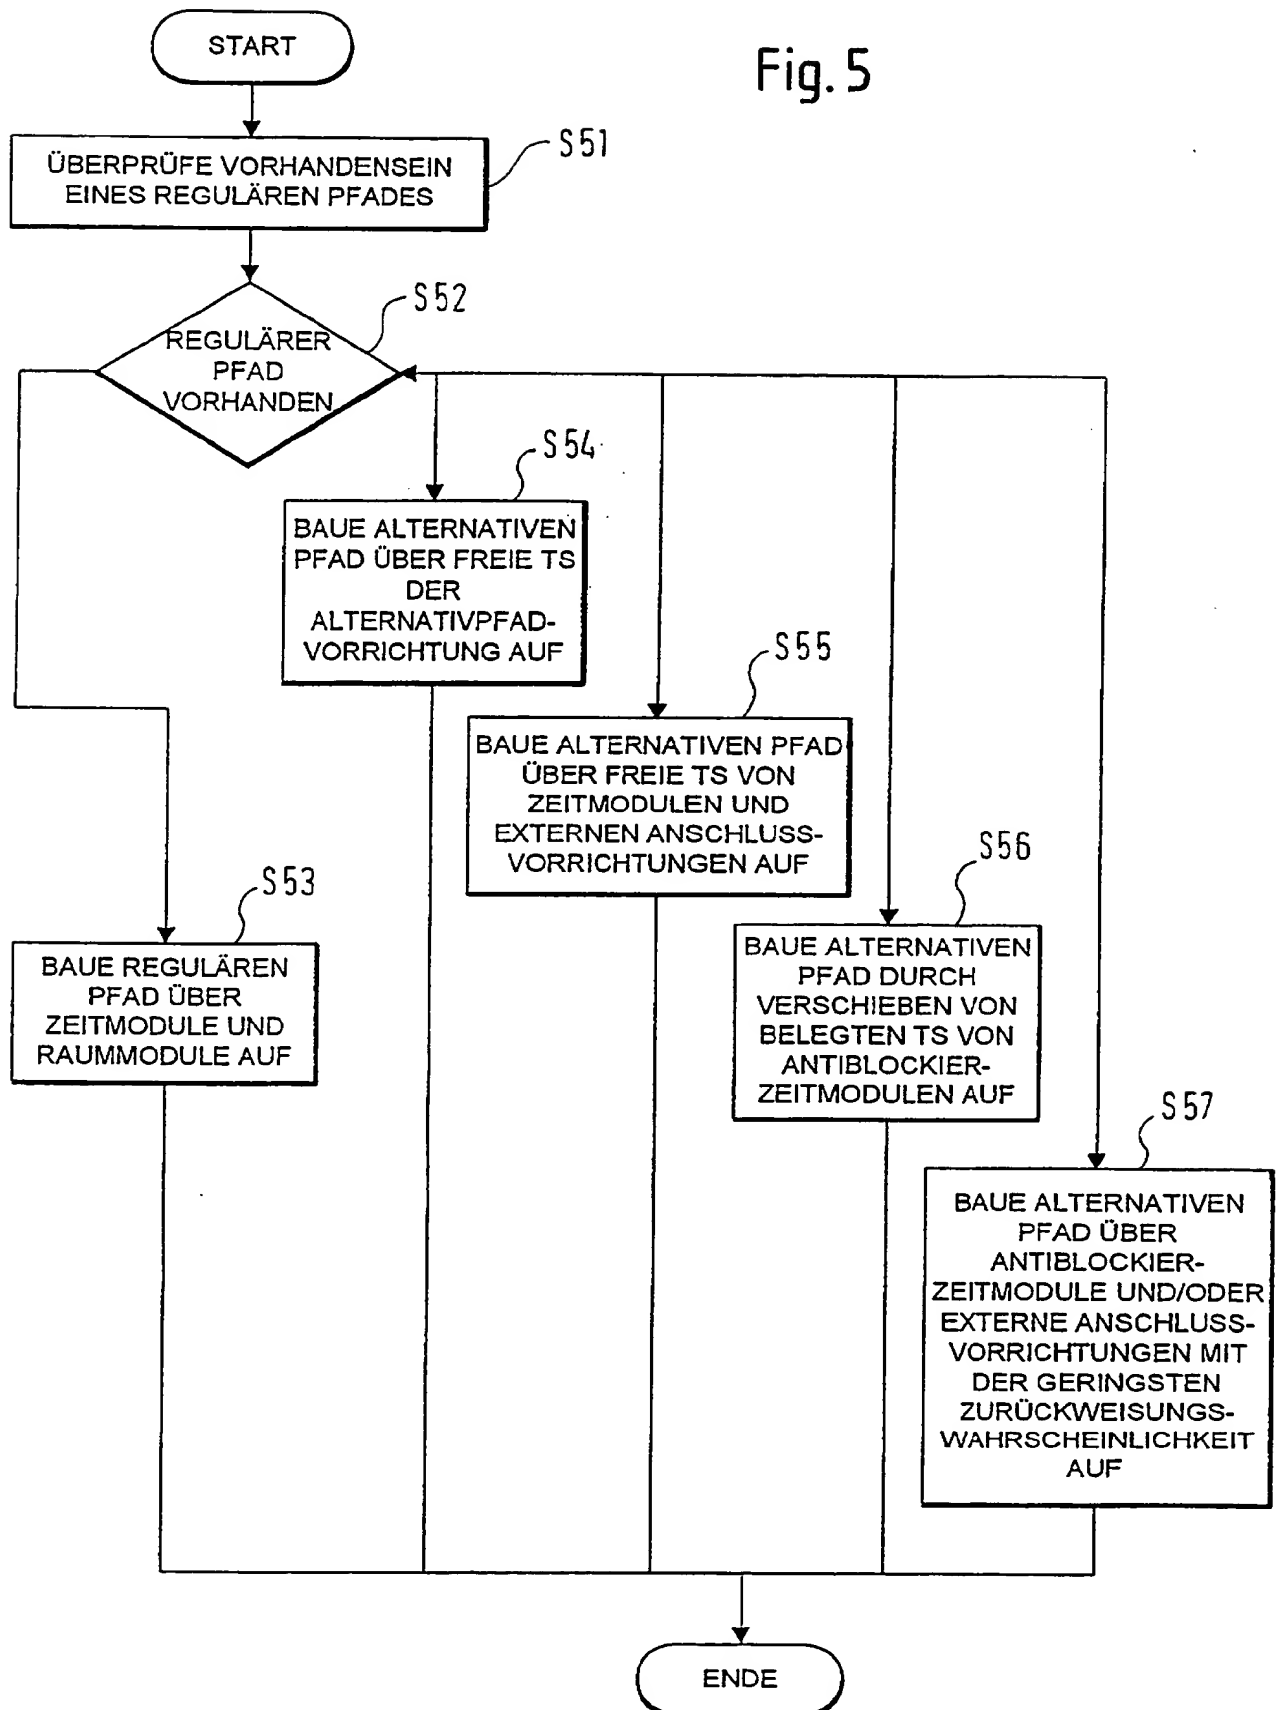 START
Fig. 5
S51
ÜBERPRÜFE VORHANDENSEIN
EINES REGULÄREN PFADES
S52
REGULÄRER
PFAD
VORHANDEN
S54
BAUE ALTERNATIVEN
PFAD ÜBER FREIE TS
DER
ALTERNATIVPFAD-
VORRICHTUNG AUF
S55
BAUE ALTERNATIVEN PFAD
ÜBER FREIE TS VON
ZEITMODULEN UND
EXTERNEN ANSCHLUSS-
VORRICHTUNGEN AUF
S56
BAUE ALTERNATIVEN
PFAD DURCH
VERSCHIEBEN VON
BELEGTEN TS VON
ANTIBLOCKIER-
ZEITMODULEN AUF
S53
BAUE REGULÄREN
PFAD ÜBER
ZEITMODULE UND
RAUMMODULE AUF
S57
BAUE ALTERNATIVEN
PFAD ÜBER
ANTIBLOCKIER-
ZEITMODULE UND/ODER
EXTERNE ANSCHLUSS-
VORRICHTUNGEN MIT
DER GERINGSTEN
ZURÜCKWEISUNGS-
WAHRSCHEINLICHKEIT
AUF
ENDE